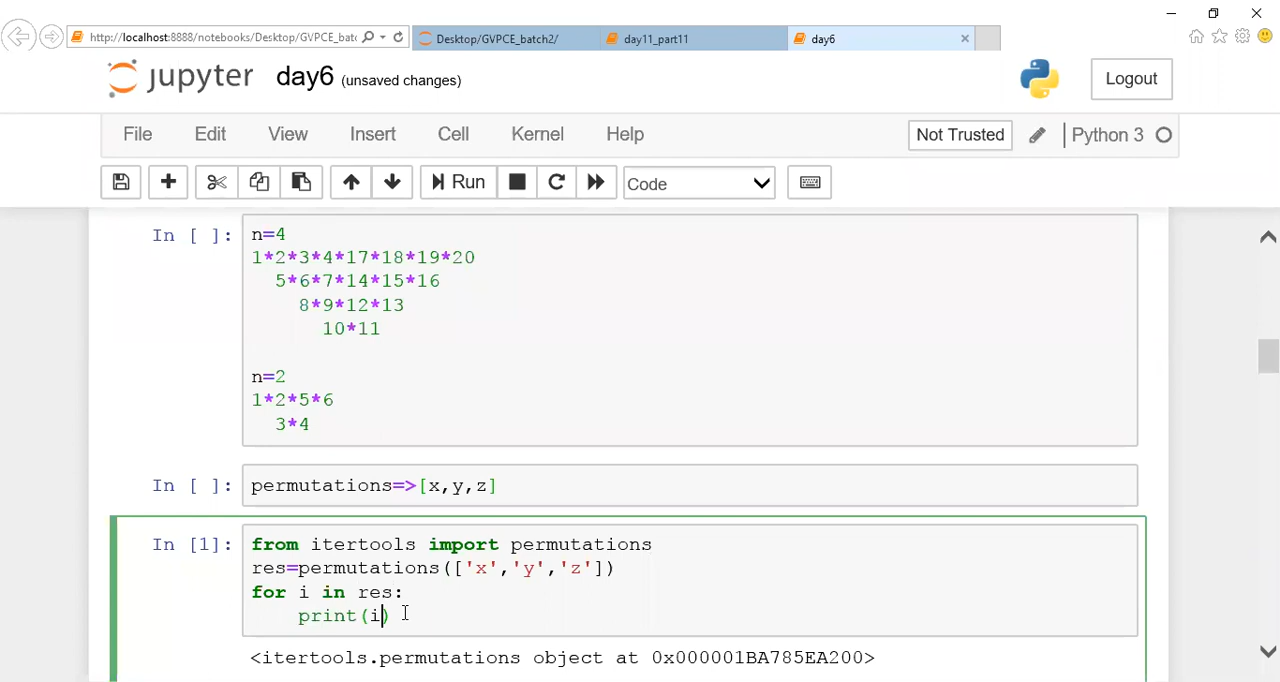 http://localhost:8888/notebooks/Desktop/GVPCE_batc
Desktop/GVPCE_batch2/
day11_part11
day6
jupyter day6 (unsaved changes)
Logout
File Edit View Insert Cell Kernel Help
Not Trusted
Python 3
Run
Code
In [ ]:
n=4
1*2*3*4*17*18*19*20
5*6*7*14*15*16
8*9*12*13
10*11
n=2
1*2*5*6
3*4
In [ ]:
permutations=>[x,y,z]
In [1]:
from itertools import permutations
res=permutations(['x','y','z'])
for i in res:
print(i)
<itertools.permutations object at 0x000001BA785EA200>